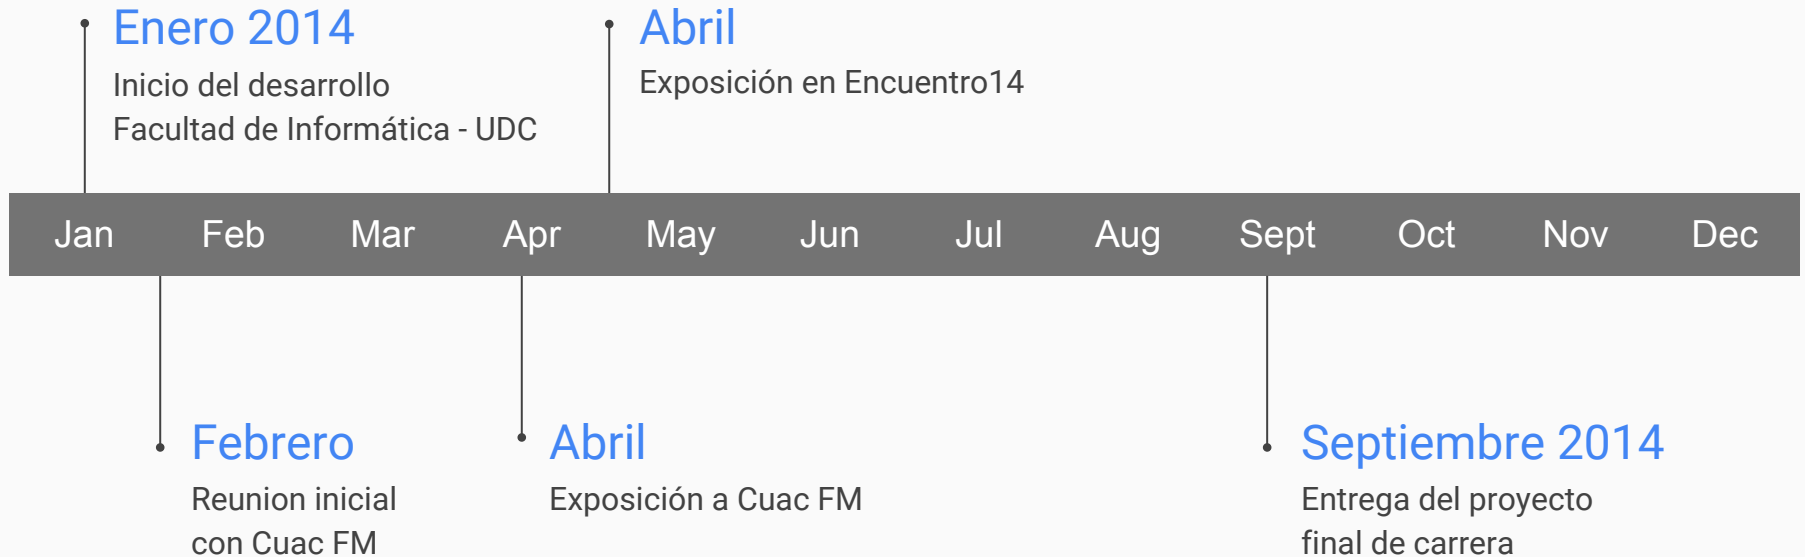 Enero 2014
Inicio del desarrollo
Facultad de Informática - UDC
Abril
Exposición en Encuentro14
Jan Feb Mar Apr May Jun Jul Aug Sept Oct Nov Dec
Febrero
Reunion inicial
con Cuac FM
Abril
Exposición a Cuac FM
Septiembre 2014
Entrega del proyecto
final de carrera